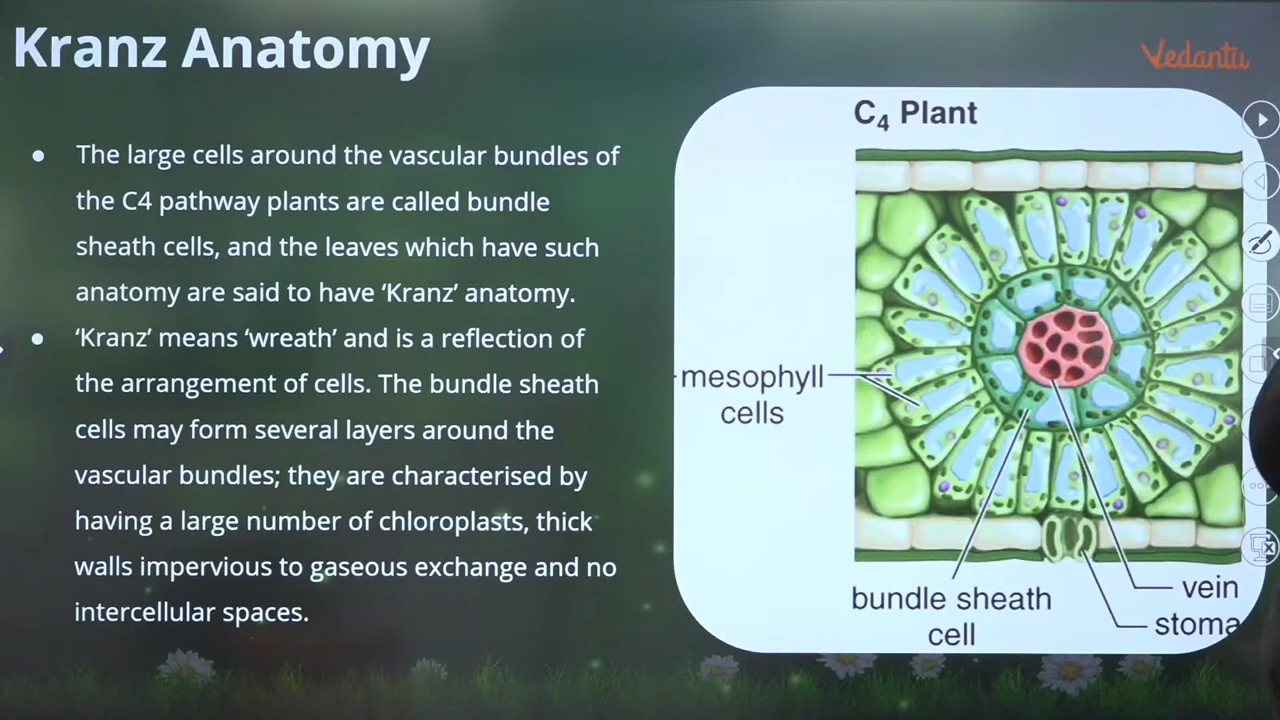 Kranz Anatomy
Vedantu
● The large cells around the vascular bundles of
the C4 pathway plants are called bundle
sheath cells, and the leaves which have such
anatomy are said to have ‘Kranz’ anatomy.
● ‘Kranz’ means ‘wreath’ and is a reflection of
the arrangement of cells. The bundle sheath
cells may form several layers around the
vascular bundles; they are characterised by
having a large number of chloroplasts, thick
walls impervious to gaseous exchange and no
intercellular spaces.
C₄ Plant
mesophyll
cells
bundle sheath
cell
vein
stoma